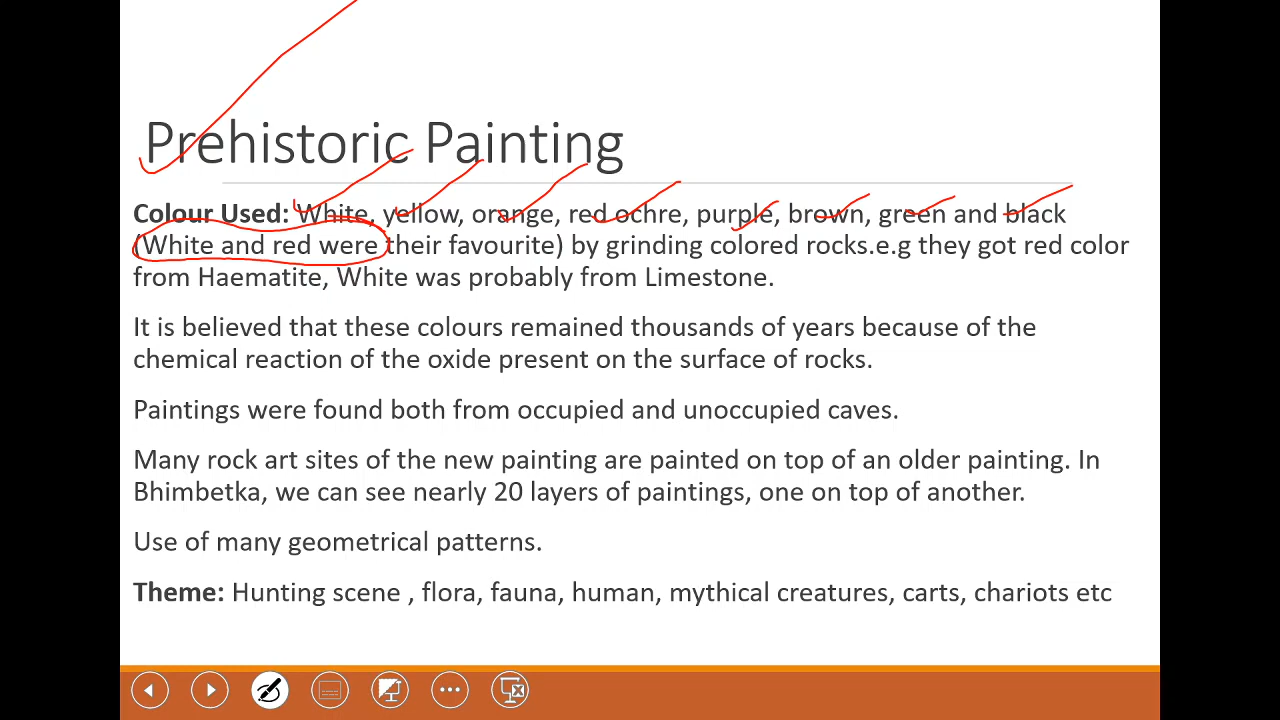 Prehistoric Painting
Colour Used: White, yellow, orange, red ochre, purple, brown, green and black
(White and red were their favourite) by grinding colored rocks.e.g they got red color
from Haematite, White was probably from Limestone.
It is believed that these colours remained thousands of years because of the
chemical reaction of the oxide present on the surface of rocks.
Paintings were found both from occupied and unoccupied caves.
Many rock art sites of the new painting are painted on top of an older painting. In
Bhimbetka, we can see nearly 20 layers of paintings, one on top of another.
Use of many geometrical patterns.
Theme: Hunting scene , flora, fauna, human, mythical creatures, carts, chariots etc